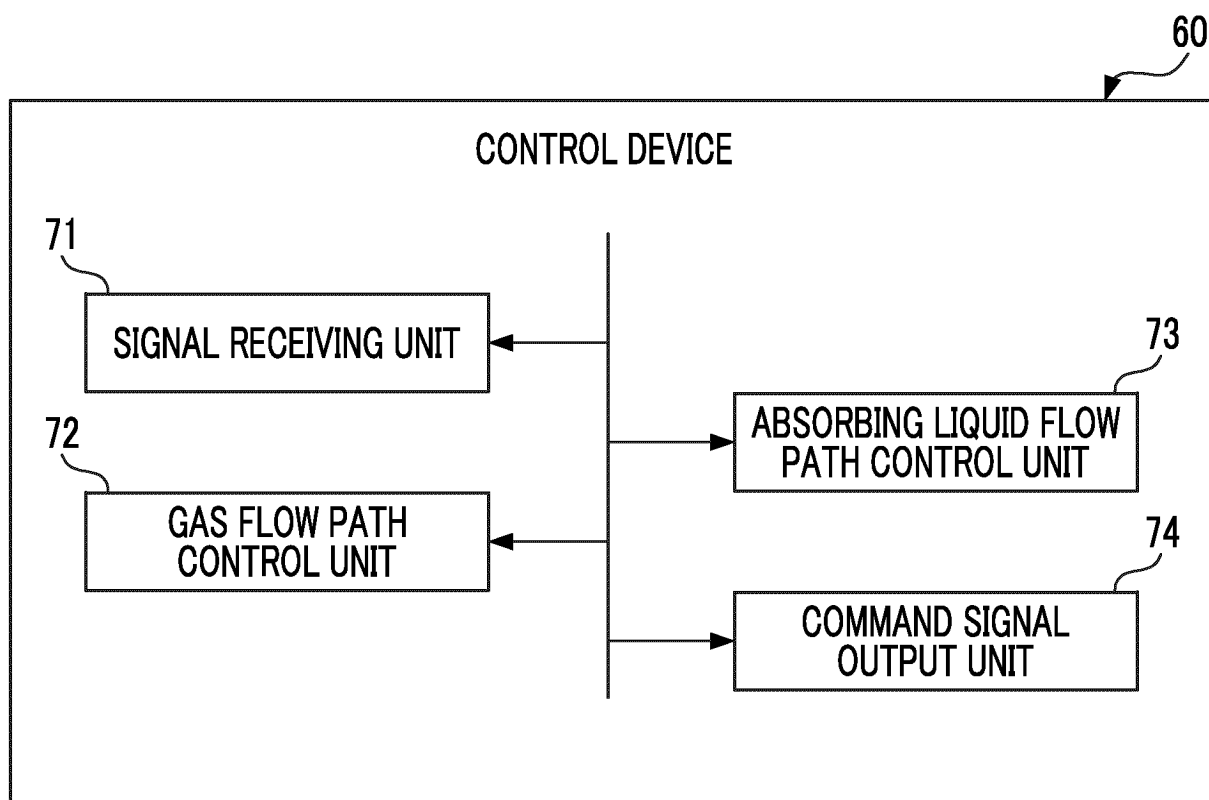 60
CONTROL DEVICE
71
SIGNAL RECEIVING UNIT
72
GAS FLOW PATH
CONTROL UNIT
73
ABSORBING LIQUID FLOW
PATH CONTROL UNIT
74
COMMAND SIGNAL
OUTPUT UNIT